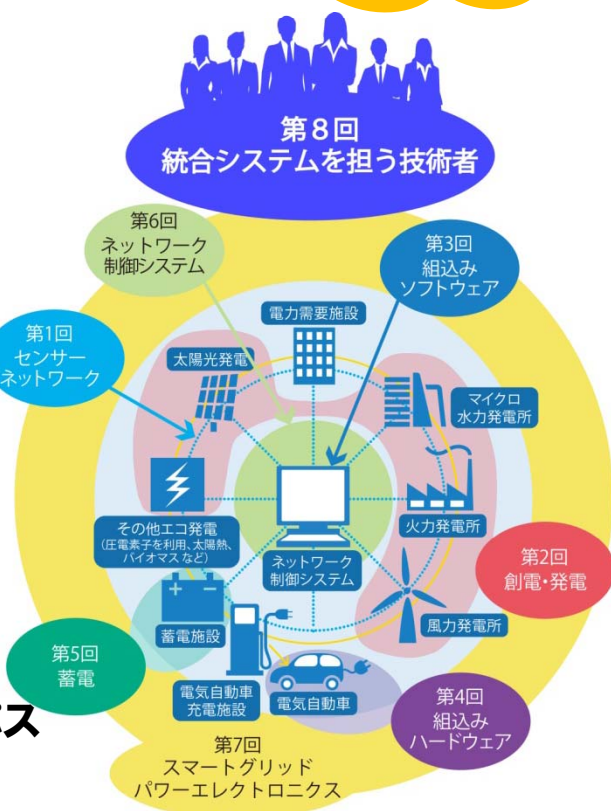 第8回
統合システムを担う技術者
第6回
ネットワーク
制御システム
第3回
組込み
ソフトウェア
第1回
センサー
ネットワーク
電力需要施設
太陽光発電
マイクロ
水力発電所
その他エコ発電
(圧電素子を利用、太陽熱、
バイオマス など)
ネットワーク
制御システム
火力発電所
第2回
創電・発電
風力発電所
蓄電施設
第5回
蓄電
電気自動車
充電施設
電気自動車
第4回
組込み
ハードウェア
第7回
スマートグリッド
パワーエレクトロニクス